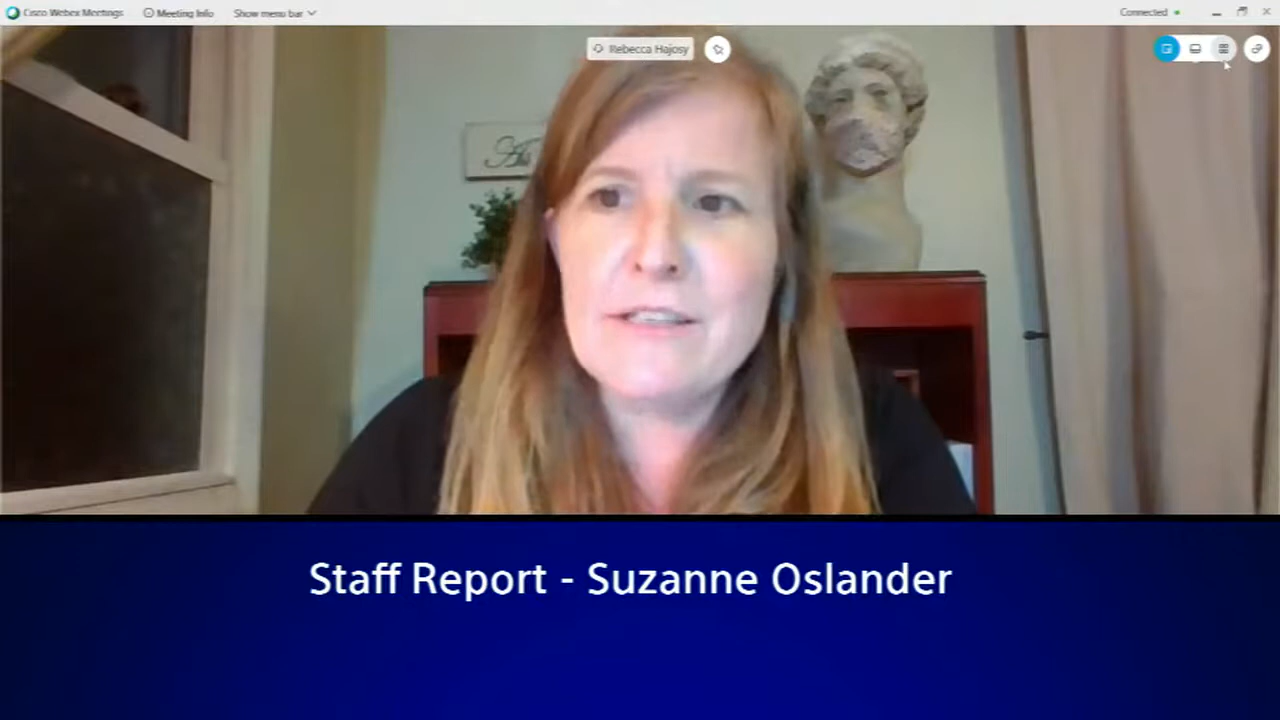 Cisco Webex Meetings
Meeting Info
Show menu bar
Connected
Rebecca Hajosy
Staff Report - Suzanne Oslander